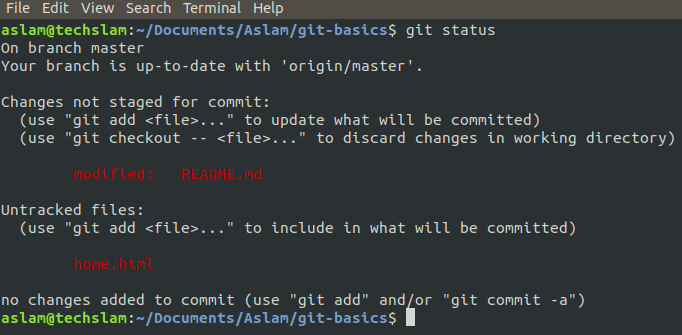 File Edit View Search Terminal Help
aslam@techslam:~/Documents/Aslam/git-basics$ git status
On branch master
Your branch is up-to-date with 'origin/master'.
Changes not staged for commit:
  (use "git add <file>..." to update what will be committed)
  (use "git checkout -- <file>..." to discard changes in working directory)
        modified:   README.md
Untracked files:
  (use "git add <file>..." to include in what will be committed)
        home.html
no changes added to commit (use "git add" and/or "git commit -a")
aslam@techslam:~/Documents/Aslam/git-basics$